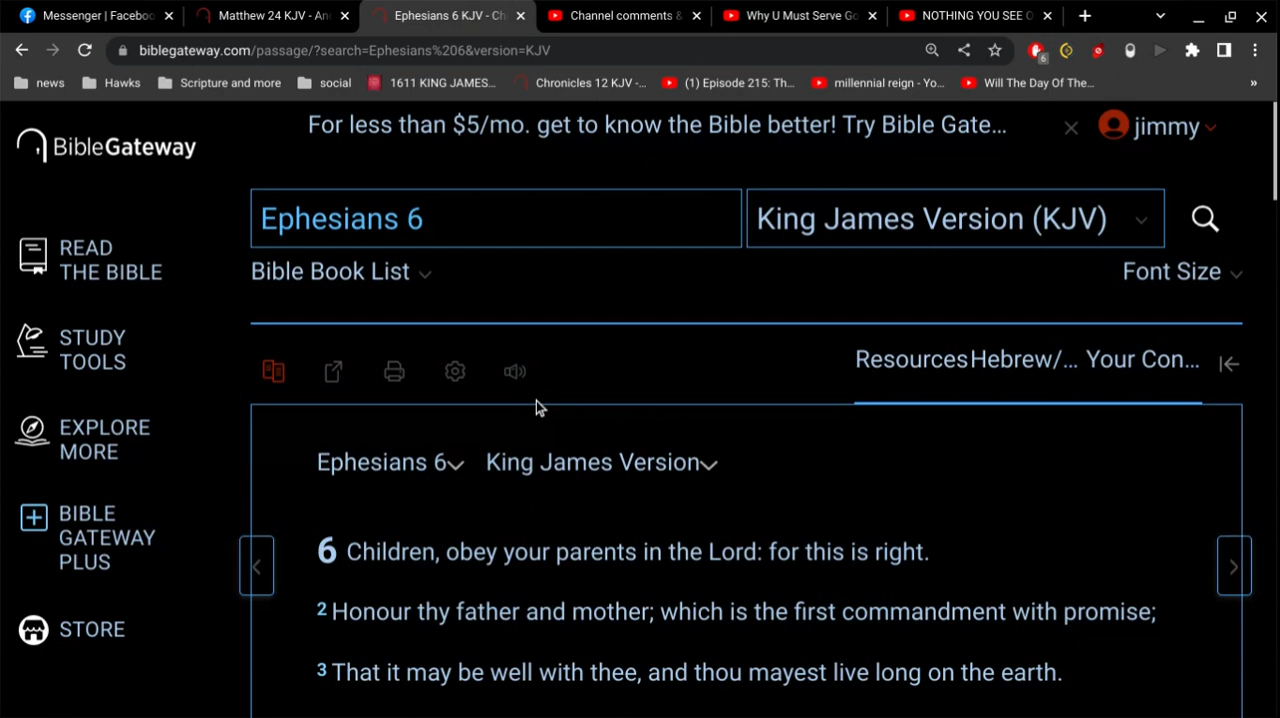 Messenger | Faceboo
Matthew 24 KJV - An
Ephesians 6 KJV - Ch
Channel comments &
Why U Must Serve Go
NOTHING YOU SEE O
biblegateway.com/passage/?search=Ephesians%206&version=KJV
6
news
Hawks
Scripture and more
social
1611 KING JAMES...
Chronicles 12 KJV -...
(1) Episode 215: Th...
millennial reign - Yo...
Will The Day Of The...
»
For less than $5/mo. get to know the Bible better! Try Bible Gate...
jimmy
BibleGateway
Ephesians 6
King James Version (KJV)
READ
THE BIBLE
Bible Book List
Font Size
STUDY
TOOLS
Resources Hebrew/... Your Con...
EXPLORE
MORE
Ephesians 6
King James Version
BIBLE
GATEWAY
PLUS
6 Children, obey your parents in the Lord: for this is right.
2 Honour thy father and mother; which is the first commandment with promise;
STORE
3 That it may be well with thee, and thou mayest live long on the earth.